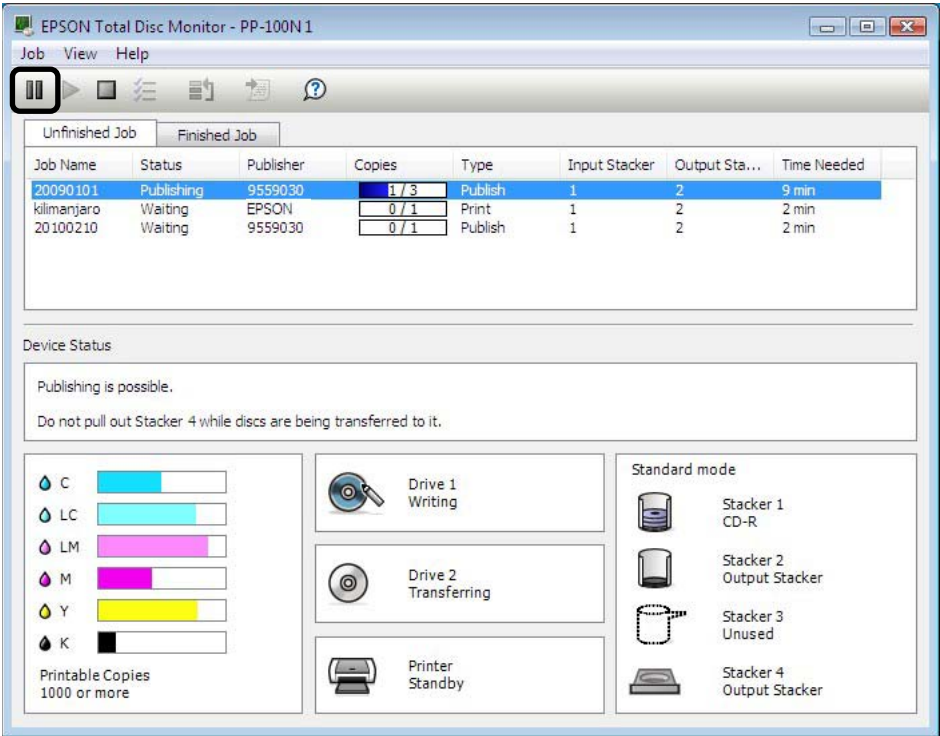 EPSON Total Disc Monitor - PP-100N 1
Job View Help
Unfinished Job Finished Job
Job Name Status Publisher Copies Type Input Stacker Output Sta... Time Needed
20090101 Publishing 9559030 1 / 3 Publish 1 2 9 min
kilimanjaro Waiting EPSON 0 / 1 Print 1 2 2 min
20100210 Waiting 9559030 0 / 1 Publish 1 2 2 min
Device Status
Publishing is possible.
Do not pull out Stacker 4 while discs are being transferred to it.
C
LC
LM
M
Y
K
Printable Copies
1000 or more
Drive 1
Writing
Drive 2
Transferring
Printer
Standby
Standard mode
Stacker 1
CD-R
Stacker 2
Output Stacker
Stacker 3
Unused
Stacker 4
Output Stacker